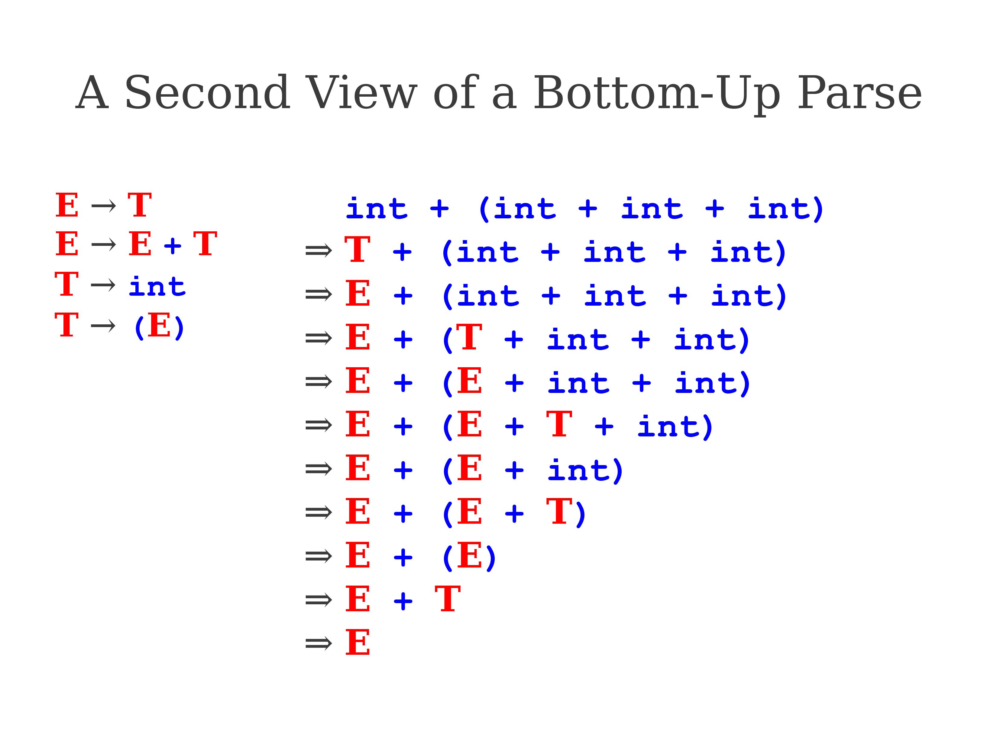 A Second View of a Bottom-Up Parse
E → T
E → E + T
T → int
T → (E)
int + (int + int + int)
⇒ T + (int + int + int)
⇒ E + (int + int + int)
⇒ E + (T + int + int)
⇒ E + (E + int + int)
⇒ E + (E + T + int)
⇒ E + (E + int)
⇒ E + (E + T)
⇒ E + (E)
⇒ E + T
⇒ E